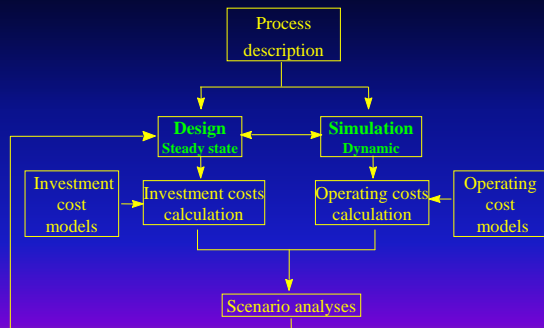 Process
description
Design
Steady state
Simulation
Dynamic
Investment
cost
models
Investment costs
calculation
Operating costs
calculation
Operating
cost
models
Scenario analyses